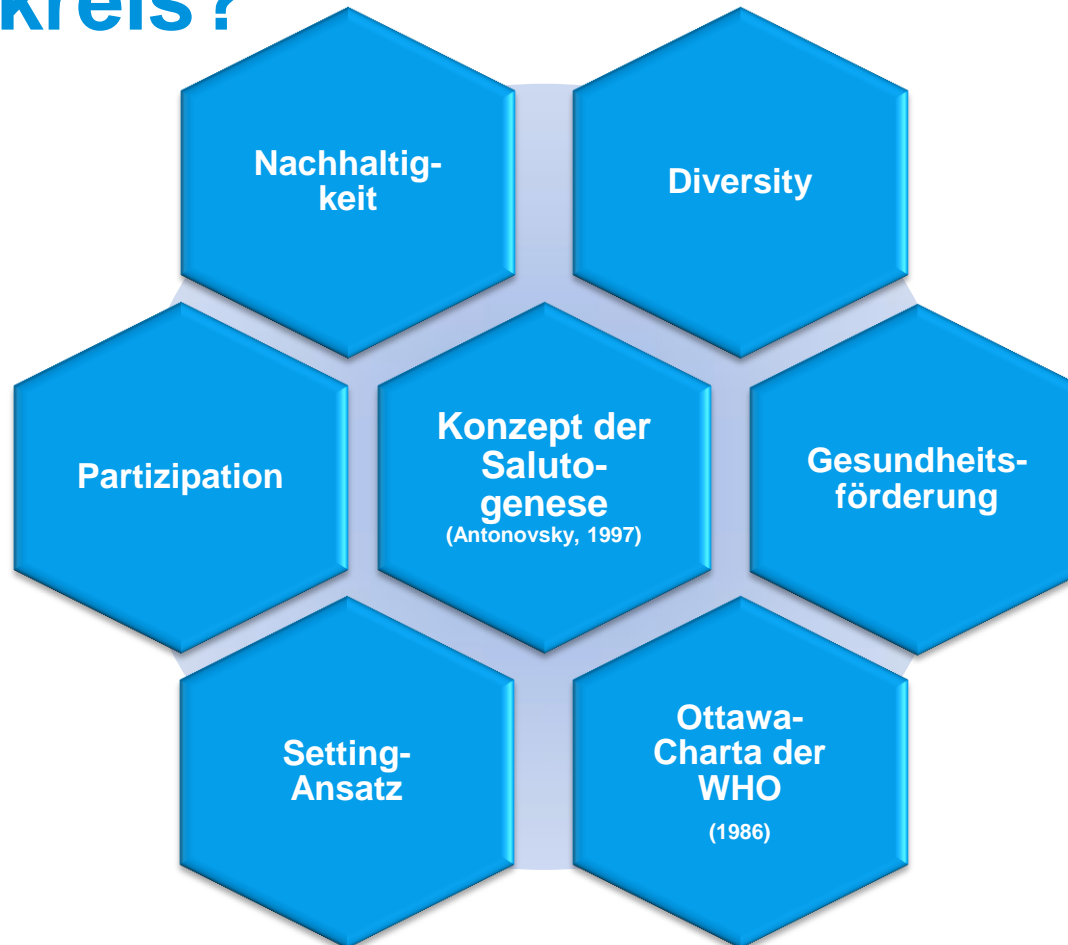 kreis?
Nachhaltig-
keit
Diversity
Partizipation
Konzept der
Saluto-
genese
(Antonovsky, 1997)
Gesundheits-
förderung
Setting-
Ansatz
Ottawa-
Charta der
WHO
(1986)